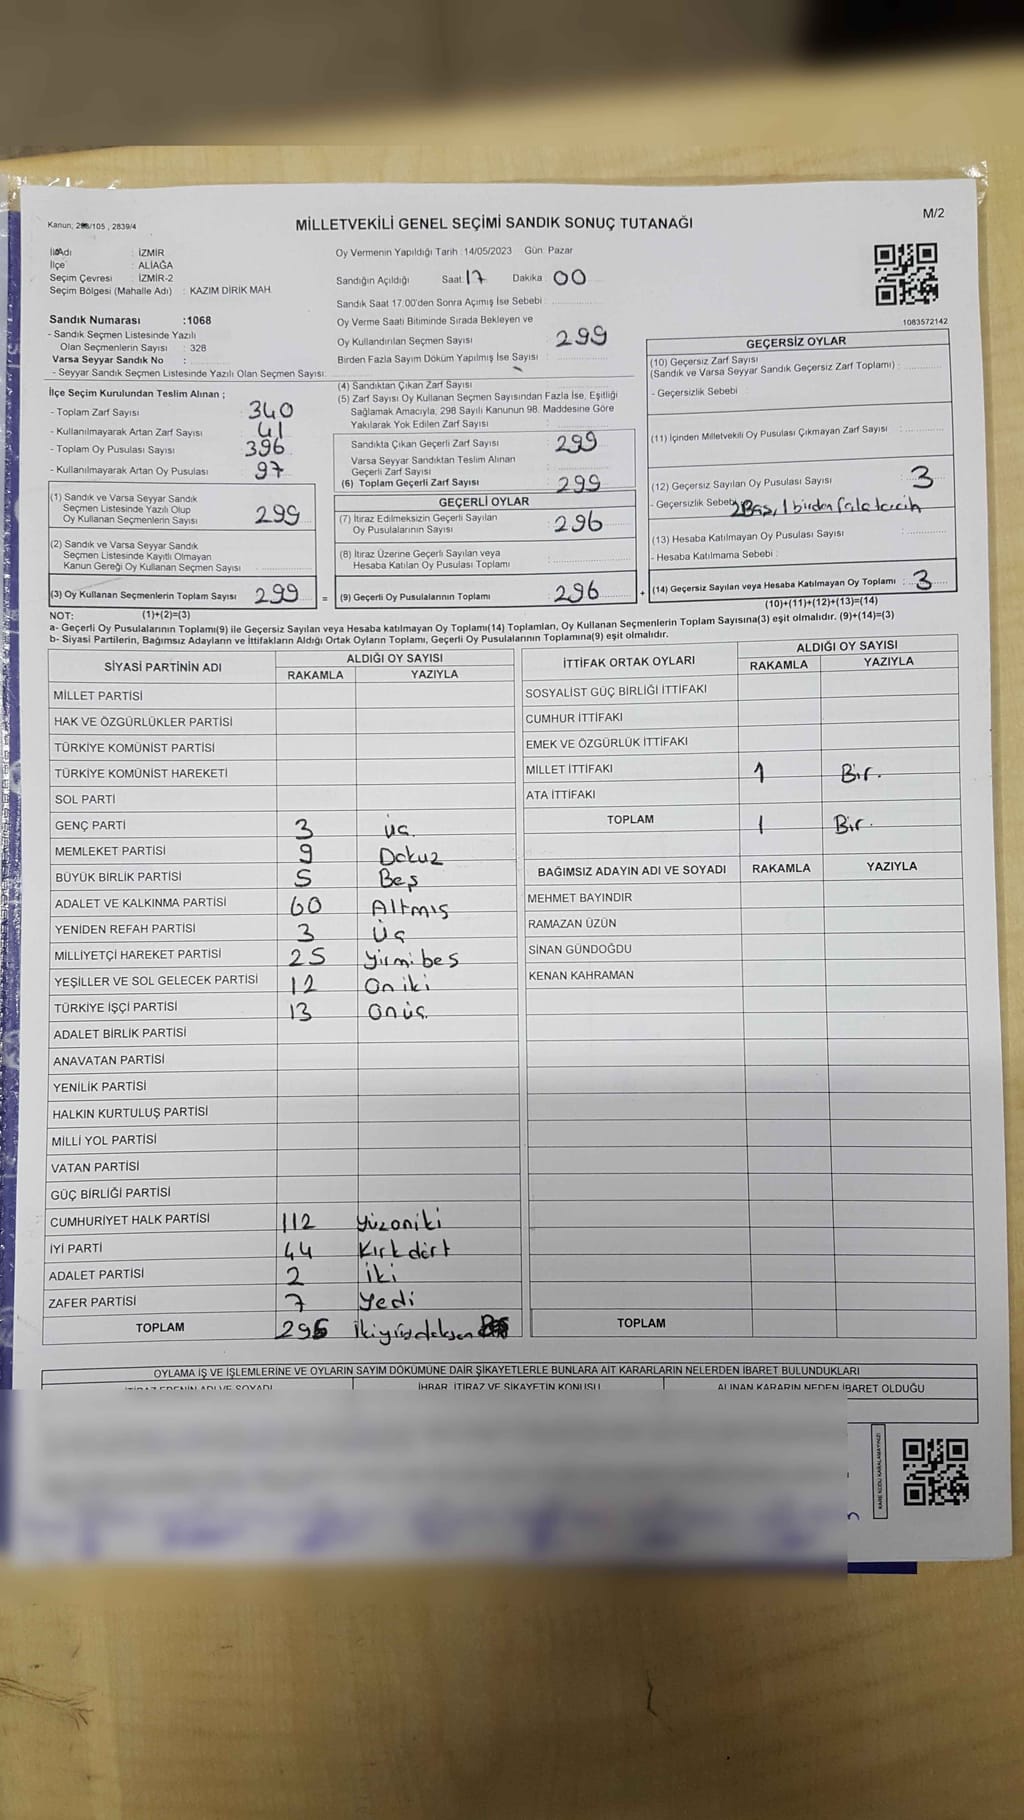 Kanun; 298/105 , 2839/4
MİLLETVEKİLİ GENEL SEÇİMİ SANDIK SONUÇ TUTANAĞI
M/2
İli Adı : İZMİR
İlçe : ALİAĞA
Seçim Çevresi : İZMİR-2
Seçim Bölgesi (Mahalle Adı) : KAZIM DİRİK MAH.
Sandık Numarası :1068
- Sandık Seçmen Listesinde Yazılı
Olan Seçmenlerin Sayısı : 328
Varsa Seyyar Sandık No :
- Seyyar Sandık Seçmen Listesinde Yazılı Olan Seçmen Sayısı:
Oy Vermenin Yapıldığı Tarih :14/05/2023 Gün: Pazar
Sandığın Açıldığı Saat: 17 Dakika: 00
Sandık Saat 17:00'den Sonra Açımış İse Sebebi :
Oy Verme Saati Bitiminde Sırada Bekleyen ve
Oy Kullandırılan Seçmen Sayısı : 299
Birden Fazla Sayım Döküm Yapılmış İse Sayısı :
1083572142
İlçe Seçim Kurulundan Teslim Alınan ;
- Toplam Zarf Sayısı : 340
- Kullanılmayarak Artan Zarf Sayısı : 41
- Toplam Oy Pusulası Sayısı : 396
- Kullanılmayarak Artan Oy Pusulası : 97
(1) Sandık ve Varsa Seyyar Sandık
Seçmen Listesinde Yazılı Olup
Oy Kullanan Seçmenlerin Sayısı : 299
(2) Sandık ve Varsa Seyyar Sandık
Seçmen Listesinde Kayıtlı Olmayan
Kanun Gereği Oy Kullanan Seçmen Sayısı :
(3) Oy Kullanan Seçmenlerin Toplam Sayısı : 299 =
(4) Sandıktan Çıkan Zarf Sayısı
(5) Zarf Sayısı Oy Kullanan Seçmen Sayısından Fazla İse, Eşitliği
Sağlamak Amacıyla, 298 Sayılı Kanunun 98. Maddesine Göre
Yakılarak Yok Edilen Zarf Sayısı :
Sandıkta Çıkan Geçerli Zarf Sayısı : 299
Varsa Seyyar Sandıktan Teslim Alınan
Geçerli Zarf Sayısı :
(6) Toplam Geçerli Zarf Sayısı : 299
GEÇERLİ OYLAR
(7) İtiraz Edilmeksizin Geçerli Sayılan
Oy Pusulalarının Sayısı : 296
(8) İtiraz Üzerine Geçerli Sayılan veya
Hesaba Katılan Oy Pusulası Toplamı :
(9) Geçerli Oy Pusulalarının Toplamı : 296 +
GEÇERSİZ OYLAR
(10) Geçersiz Zarf Sayısı
(Sandık ve Varsa Seyyar Sandık Geçersiz Zarf Toplamı) :
- Geçersizlik Sebebi :
(11) İçinden Milletvekili Oy Pusulası Çıkmayan Zarf Sayısı :
(12) Geçersiz Sayılan Oy Pusulası Sayısı : 3
- Geçersizlik Sebebi 2Boş, 1 birden fala tercih
(13) Hesaba Katılmayan Oy Pusulası Sayısı :
- Hesaba Katılmama Sebebi :
(14) Geçersiz Sayılan veya Hesaba Katılmayan Oy Toplamı : 3
NOT: (1)+(2)=(3)
(10)+(11)+(12)+(13)=(14)
a- Geçerli Oy Pusulalarının Toplamı(9) ile Geçersiz Sayılan veya Hesaba katılmayan Oy Toplamı(14) Toplamları, Oy Kullanan Seçmenlerin Toplam Sayısına(3) eşit olmalıdır. (9)+(14)=(3)
b- Siyasi Partilerin, Bağımsız Adayların ve İttifakların Aldığı Ortak Oyların Toplamı, Geçerli Oy Pusulalarının Toplamına(9) eşit olmalıdır.
SİYASİ PARTİNİN ADI ALDIĞI OY SAYISI
RAKAMLA YAZIYLA
MİLLET PARTİSİ
HAK VE ÖZGÜRLÜKLER PARTİSİ
TÜRKİYE KOMÜNİST PARTİSİ
TÜRKİYE KOMÜNİST HAREKETİ
SOL PARTİ
GENÇ PARTİ 3 üç.
MEMLEKET PARTİSİ 9 Dokuz
BÜYÜK BİRLİK PARTİSİ 5 Beş
ADALET VE KALKINMA PARTİSİ 60 Altmış
YENİDEN REFAH PARTİSİ 3 Üç
MİLLİYETÇİ HAREKET PARTİSİ 25 yirmibeş
YEŞİLLER VE SOL GELECEK PARTİSİ 12 Oniki
TÜRKİYE İŞÇİ PARTİSİ 13 Onüç.
ADALET BİRLİK PARTİSİ
ANAVATAN PARTİSİ
YENİLİK PARTİSİ
HALKIN KURTULUŞ PARTİSİ
MİLLİ YOL PARTİSİ
VATAN PARTİSİ
GÜÇ BİRLİĞİ PARTİSİ
CUMHURİYET HALK PARTİSİ 112 yüzoniki
İYİ PARTİ 44 Kırkdört
ADALET PARTİSİ 2 İki
ZAFER PARTİSİ 7 yedi
TOPLAM 295
İTTİFAK ORTAK OYLARI ALDIĞI OY SAYISI
RAKAMLA YAZIYLA
SOSYALİST GÜÇ BİRLİĞİ İTTİFAKI
CUMHUR İTTİFAKI
EMEK VE ÖZGÜRLÜK İTTİFAKI
MİLLET İTTİFAKI 1 Bir.
ATA İTTİFAKI
TOPLAM 1 Bir.
BAĞIMSIZ ADAYIN ADI VE SOYADI RAKAMLA YAZIYLA
MEHMET BAYINDIR
RAMAZAN ÜZÜN
SİNAN GÜNDOĞDU
KENAN KAHRAMAN
TOPLAM
OYLAMA İŞ VE İŞLEMLERİNE VE OYLARIN SAYIM DÖKÜMÜNE DAİR ŞİKAYETLERLE BUNLARA AİT KARARLARIN NELERDEN İBARET BULUNDUKLARI
İTİRAZ EDENİN ADI VE SOYADI İHBAR, İTİRAZ VE ŞİKAYETİN KONUSU ALINAN KARARIN NEDEN İBARET OLDUĞU
KARE KODU KARALAMAYINIZ!